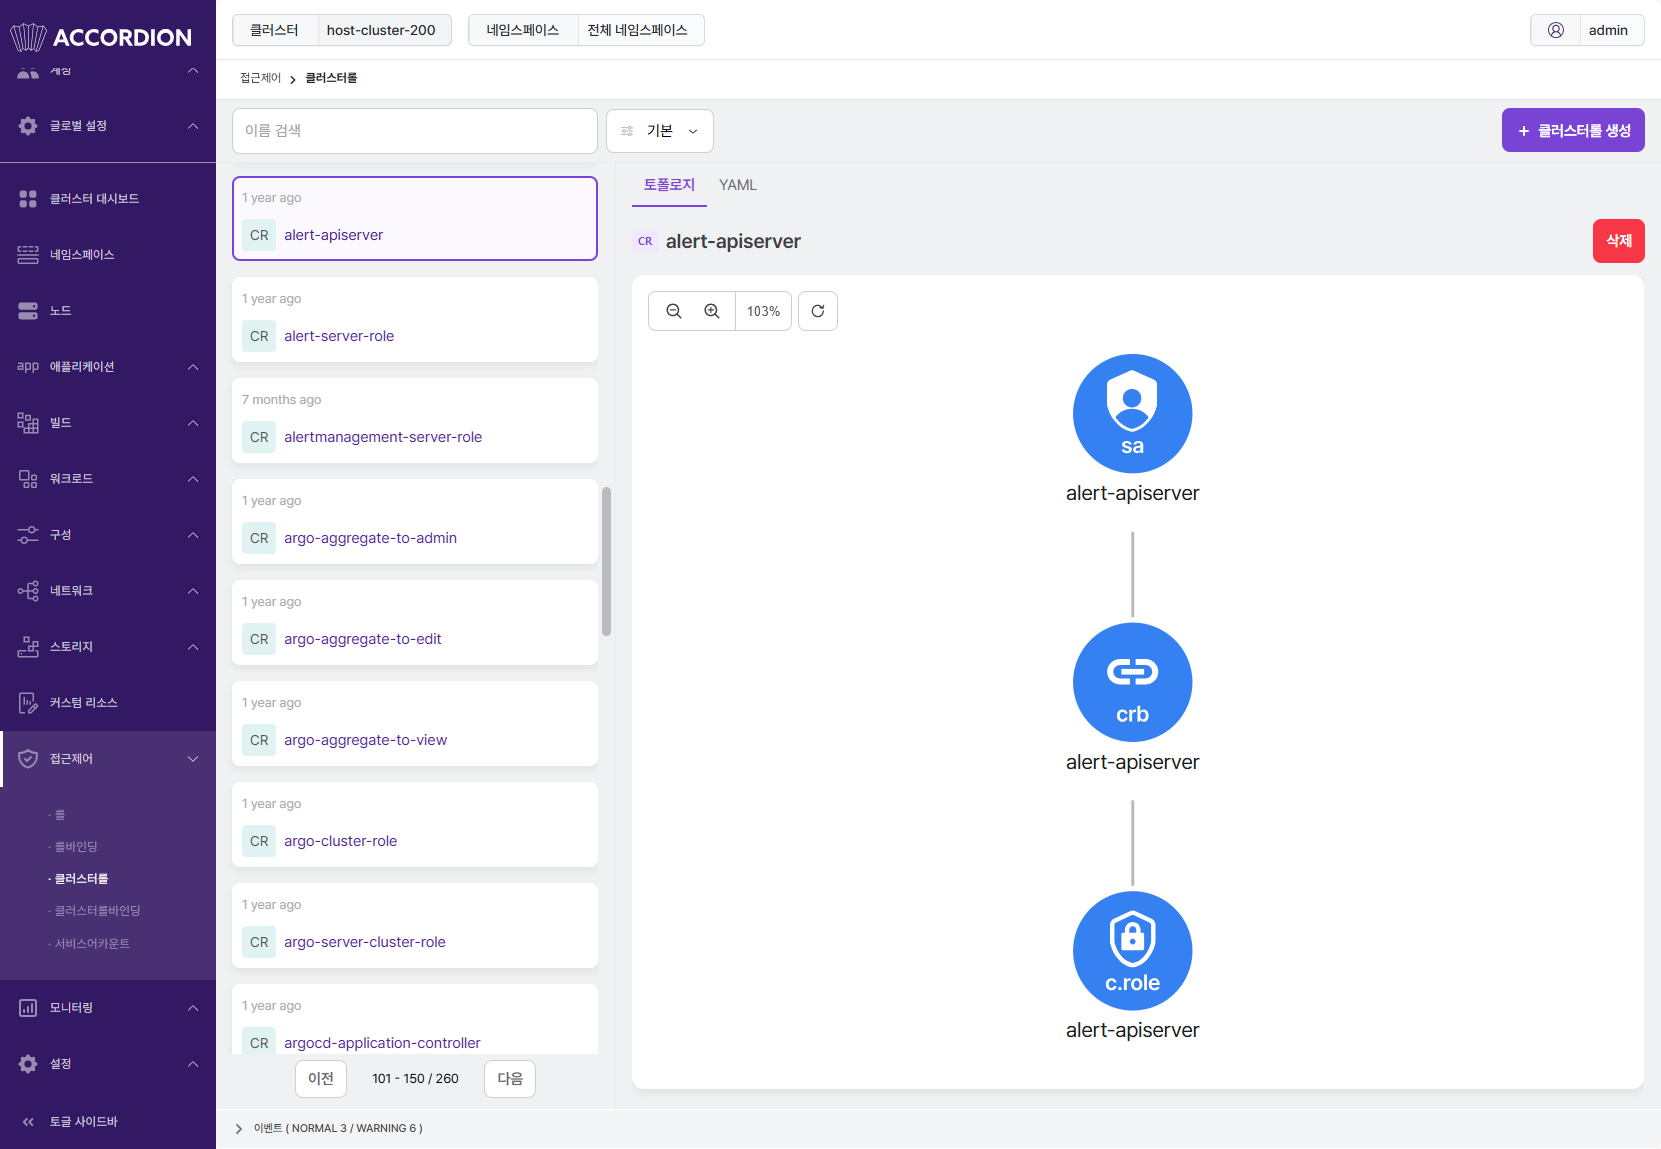 ACCORDION
계정
글로벌 설정
클러스터 대시보드
네임스페이스
노드
app 애플리케이션
빌드
워크로드
구성
네트워크
스토리지
커스텀 리소스
접근제어
· 롤
· 롤바인딩
· 클러스터롤
· 클러스터롤바인딩
· 서비스어카운트
모니터링
설정
토글 사이드바
클러스터 host-cluster-200
네임스페이스 전체 네임스페이스
admin
접근제어 > 클러스터롤
이름 검색
기본
+ 클러스터롤 생성
1 year ago
CR alert-apiserver
1 year ago
CR alert-server-role
7 months ago
CR alertmanagement-server-role
1 year ago
CR argo-aggregate-to-admin
1 year ago
CR argo-aggregate-to-edit
1 year ago
CR argo-aggregate-to-view
1 year ago
CR argo-cluster-role
1 year ago
CR argo-server-cluster-role
1 year ago
CR argocd-application-controller
이전 101 - 150 / 260 다음
토폴로지 YAML
CR alert-apiserver
삭제
103%
sa
alert-apiserver
crb
alert-apiserver
c.role
alert-apiserver
이벤트 ( NORMAL 3 / WARNING 6 )